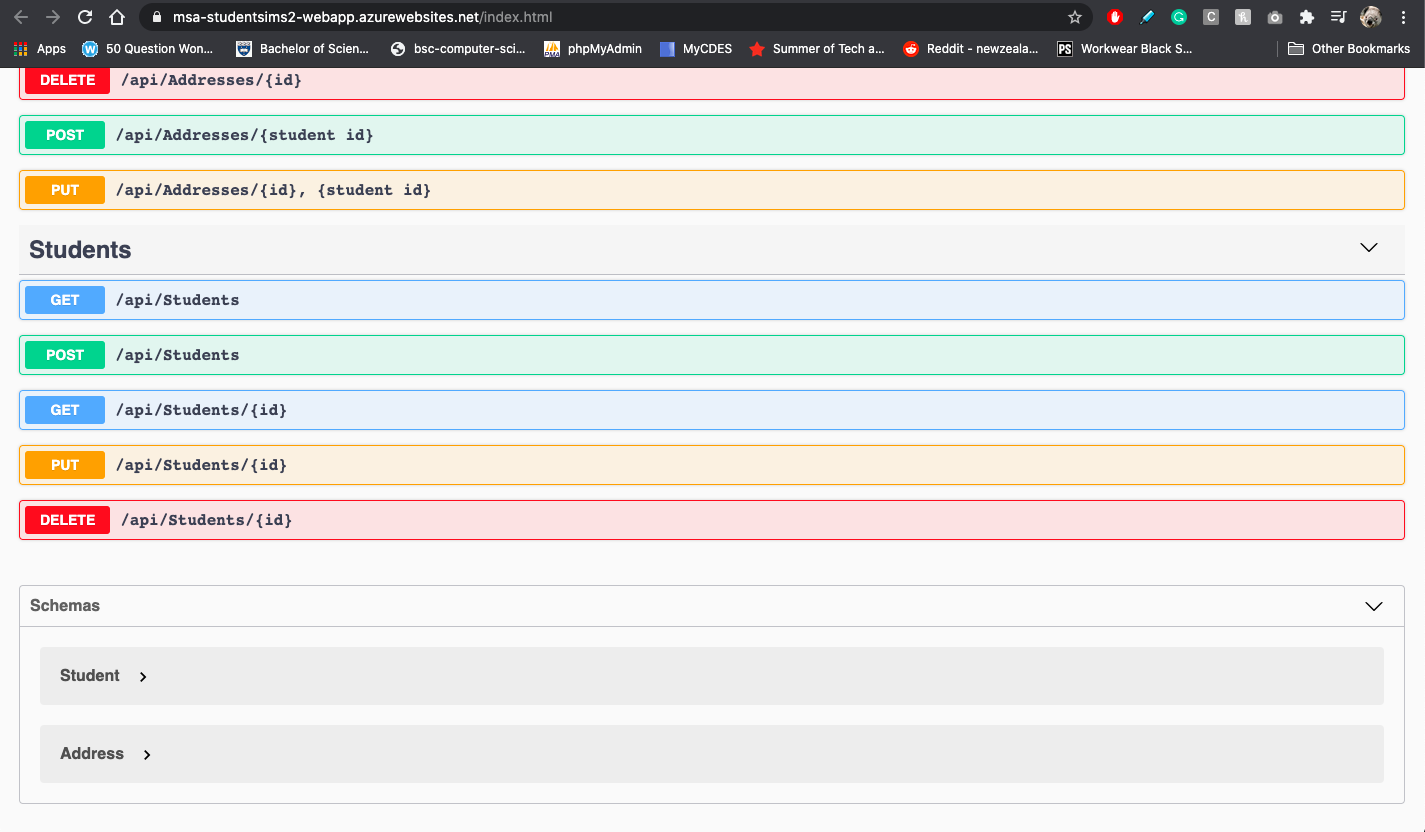 msa-studentsims2-webapp.azurewebsites.net/index.html
Apps 50 Question Won... Bachelor of Scien... bsc-computer-sci... phpMyAdmin MyCDES Summer of Tech a... Reddit - newzeala... PS Workwear Black S... Other Bookmarks
DELETE /api/Addresses/{id}
POST /api/Addresses/{student id}
PUT /api/Addresses/{id}, {student id}
Students
GET /api/Students
POST /api/Students
GET /api/Students/{id}
PUT /api/Students/{id}
DELETE /api/Students/{id}
Schemas
Student
Address